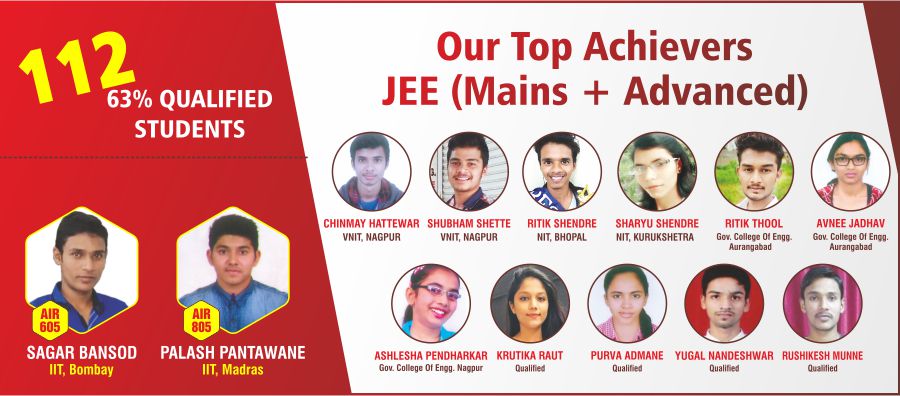 112
63% QUALIFIED
STUDENTS
AIR
605
SAGAR BANSOD
IIT, Bombay
AIR
805
PALASH PANTAWANE
IIT, Madras
Our Top Achievers
JEE (Mains + Advanced)
CHINMAY HATTEWAR
VNIT, NAGPUR
SHUBHAM SHETTE
VNIT, NAGPUR
RITIK SHENDRE
NIT, BHOPAL
SHARYU SHENDRE
NIT, KURUKSHETRA
RITIK THOOL
Gov. College Of Engg.
Aurangabad
AVNEE JADHAV
Gov. College Of Engg.
Aurangabad
ASHLESHA PENDHARKAR
Gov. College Of Engg. Nagpur
KRUTIKA RAUT
Qualified
PURVA ADMANE
Qualified
YUGAL NANDESHWAR
Qualified
RUSHIKESH MUNNE
Qualified